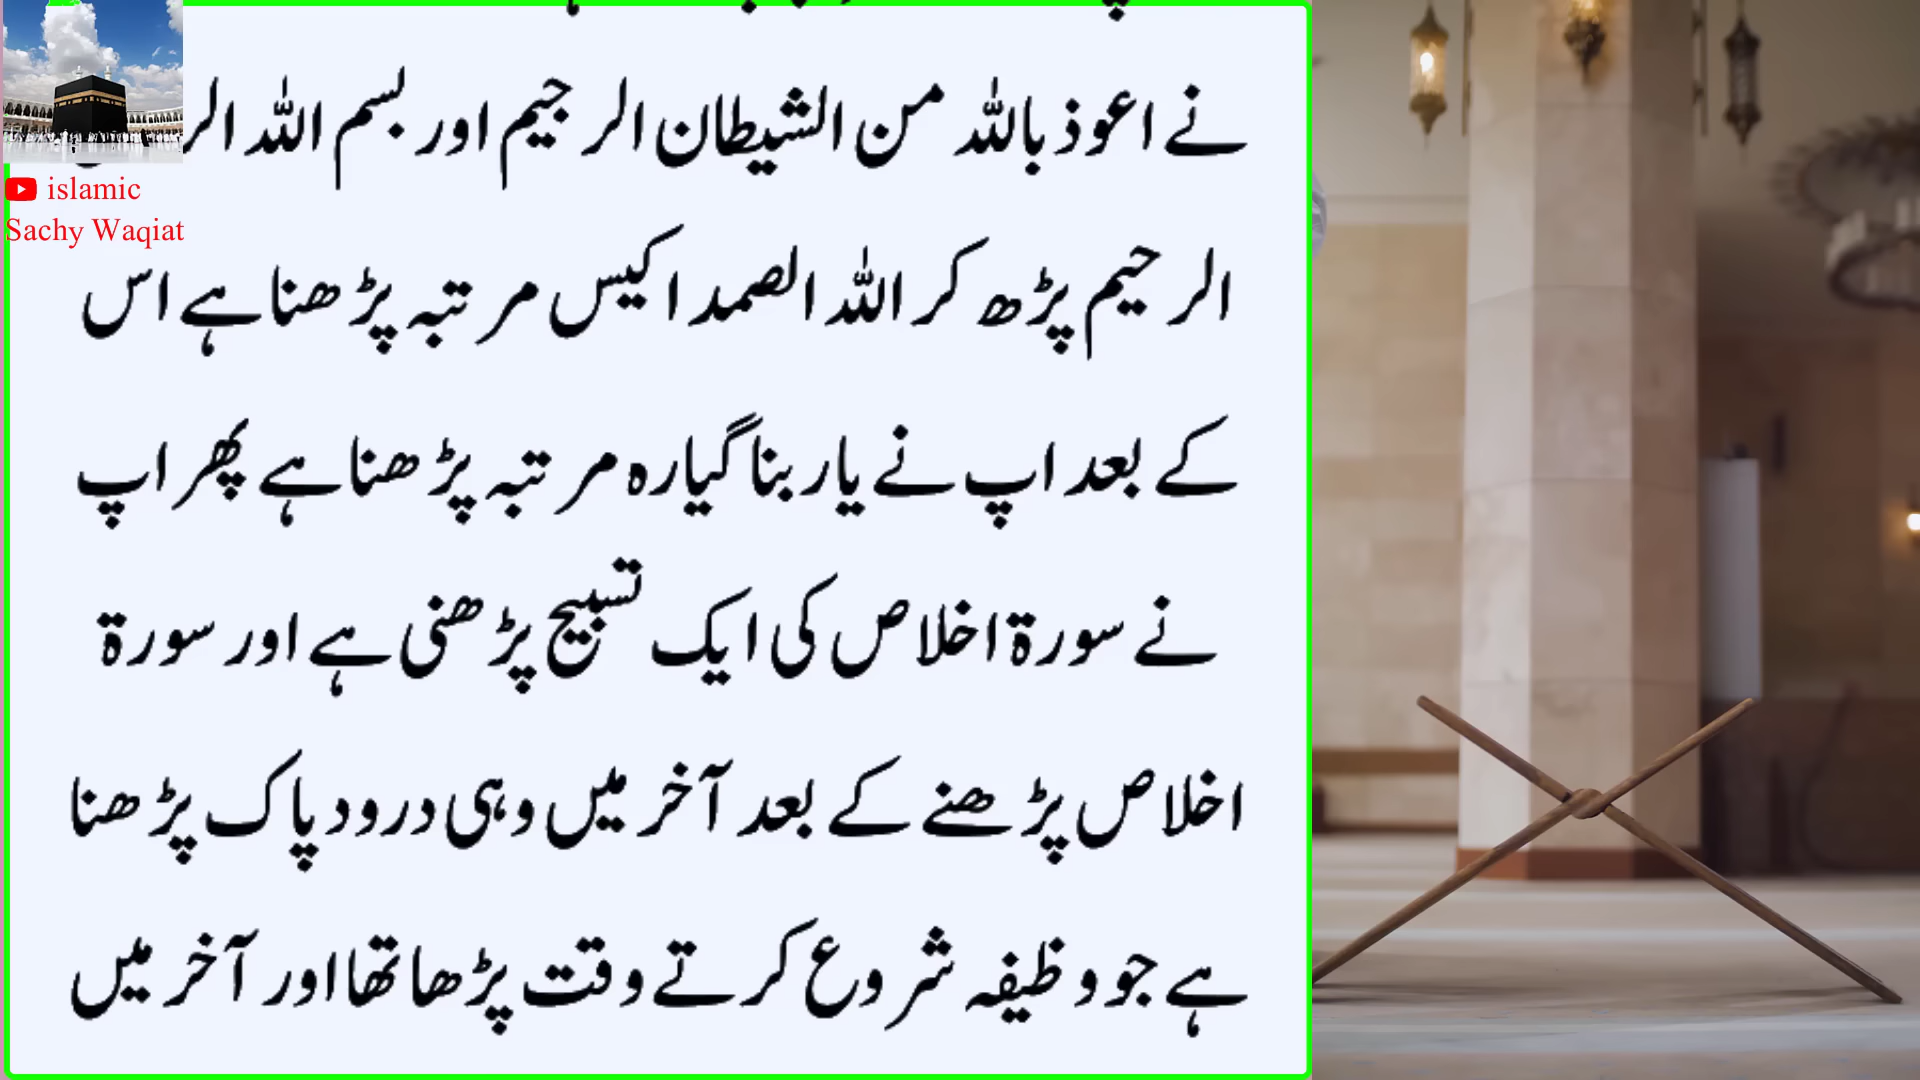 نے اعوذ باللہ من الشیطان الرجیم اور بسم اللہ
الرحیم پڑھ کر اللہ الصمد اکیس مرتبہ پڑھنا ہے اس
کے بعد اپ نے یا ربنا گیارہ مرتبہ پڑھنا ہے پھر اپ
نے سورۃ اخلاص کی ایک تسبیح پڑھنی ہے اور سورۃ
اخلاص پڑھنے کے بعد آخر میں وہی درود پاک پڑھنا
ہے جو وظیفہ شروع کرتے وقت پڑھا تھا اور آخر میں
islamic
Sachy Waqiat